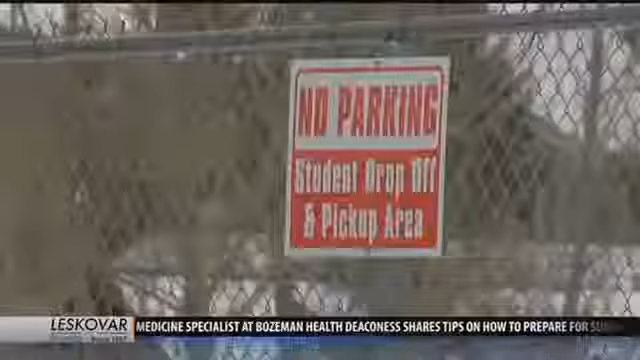 NO PARKING
Student Drop Off
& Pickup Area
LESKOVAR MEDICINE SPECIALIST AT BOZEMAN HEALTH DEACONESS SHARES TIPS ON HOW TO PREPARE FOR